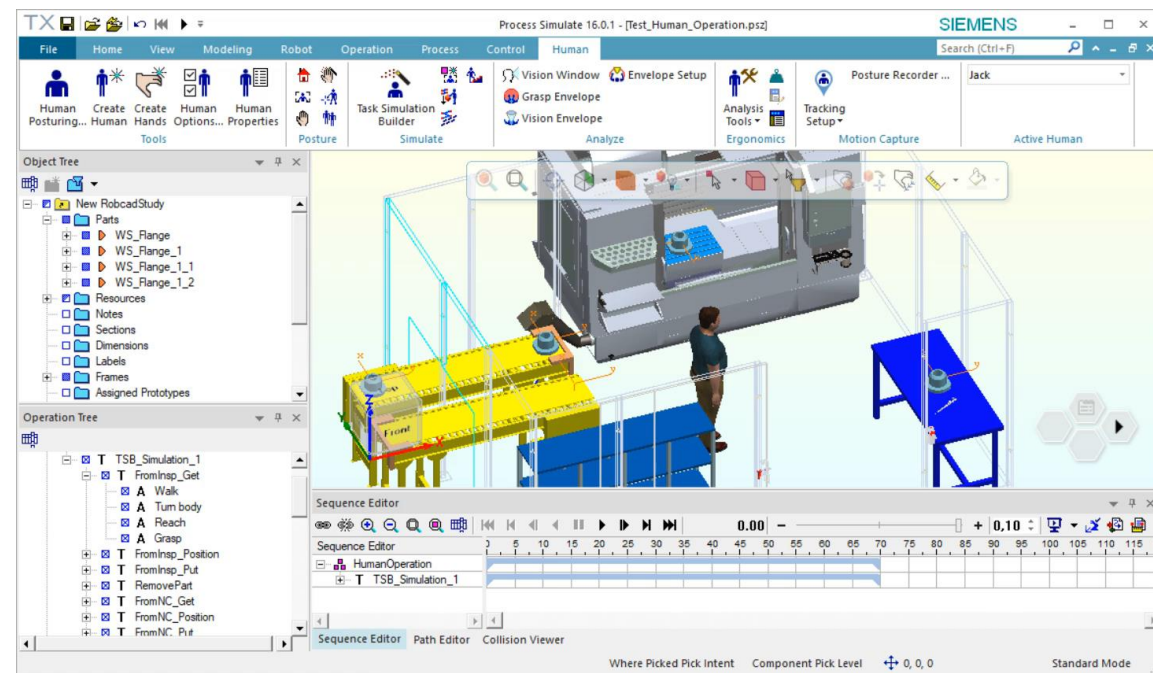 TX
Process Simulate 16.0.1 - [Test_Human_Operation.psz]
SIEMENS
File Home View Modeling Robot Operation Process Control Human
Search (Ctrl+F)
Human Posturing...
Create Human
Create Hands
Human Options...
Human Properties
Tools
Posture
Task Simulation Builder
Simulate
Vision Window
Envelope Setup
Grasp Envelope
Vision Envelope
Analyze
Analysis Tools
Ergonomics
Tracking Setup
Posture Recorder ...
Motion Capture
Jack
Active Human
Object Tree
New RobcadStudy
Parts
WS_Flange
WS_Flange_1
WS_Flange_1_1
WS_Flange_1_2
Resources
Notes
Sections
Dimensions
Labels
Frames
Assigned Prototypes
Operation Tree
T TSB_Simulation_1
T FromInsp_Get
A Walk
A Turn body
A Reach
A Grasp
T FromInsp_Position
T FromInsp_Put
T RemovePart
T FromNC_Get
T FromNC_Position
T FromNC_Put
x
x
y
y
y
Front
Z
Y
X
Sequence Editor
0.00
0,10
Sequence Editor
5 10 15 20 25 30 35 40 45 50 55 60 65 70 75 80 85 90 95 100 105 110 115
HumanOperation
T TSB_Simulation_1
Sequence Editor Path Editor Collision Viewer
Where Picked Pick Intent Component Pick Level 0, 0, 0 Standard Mode